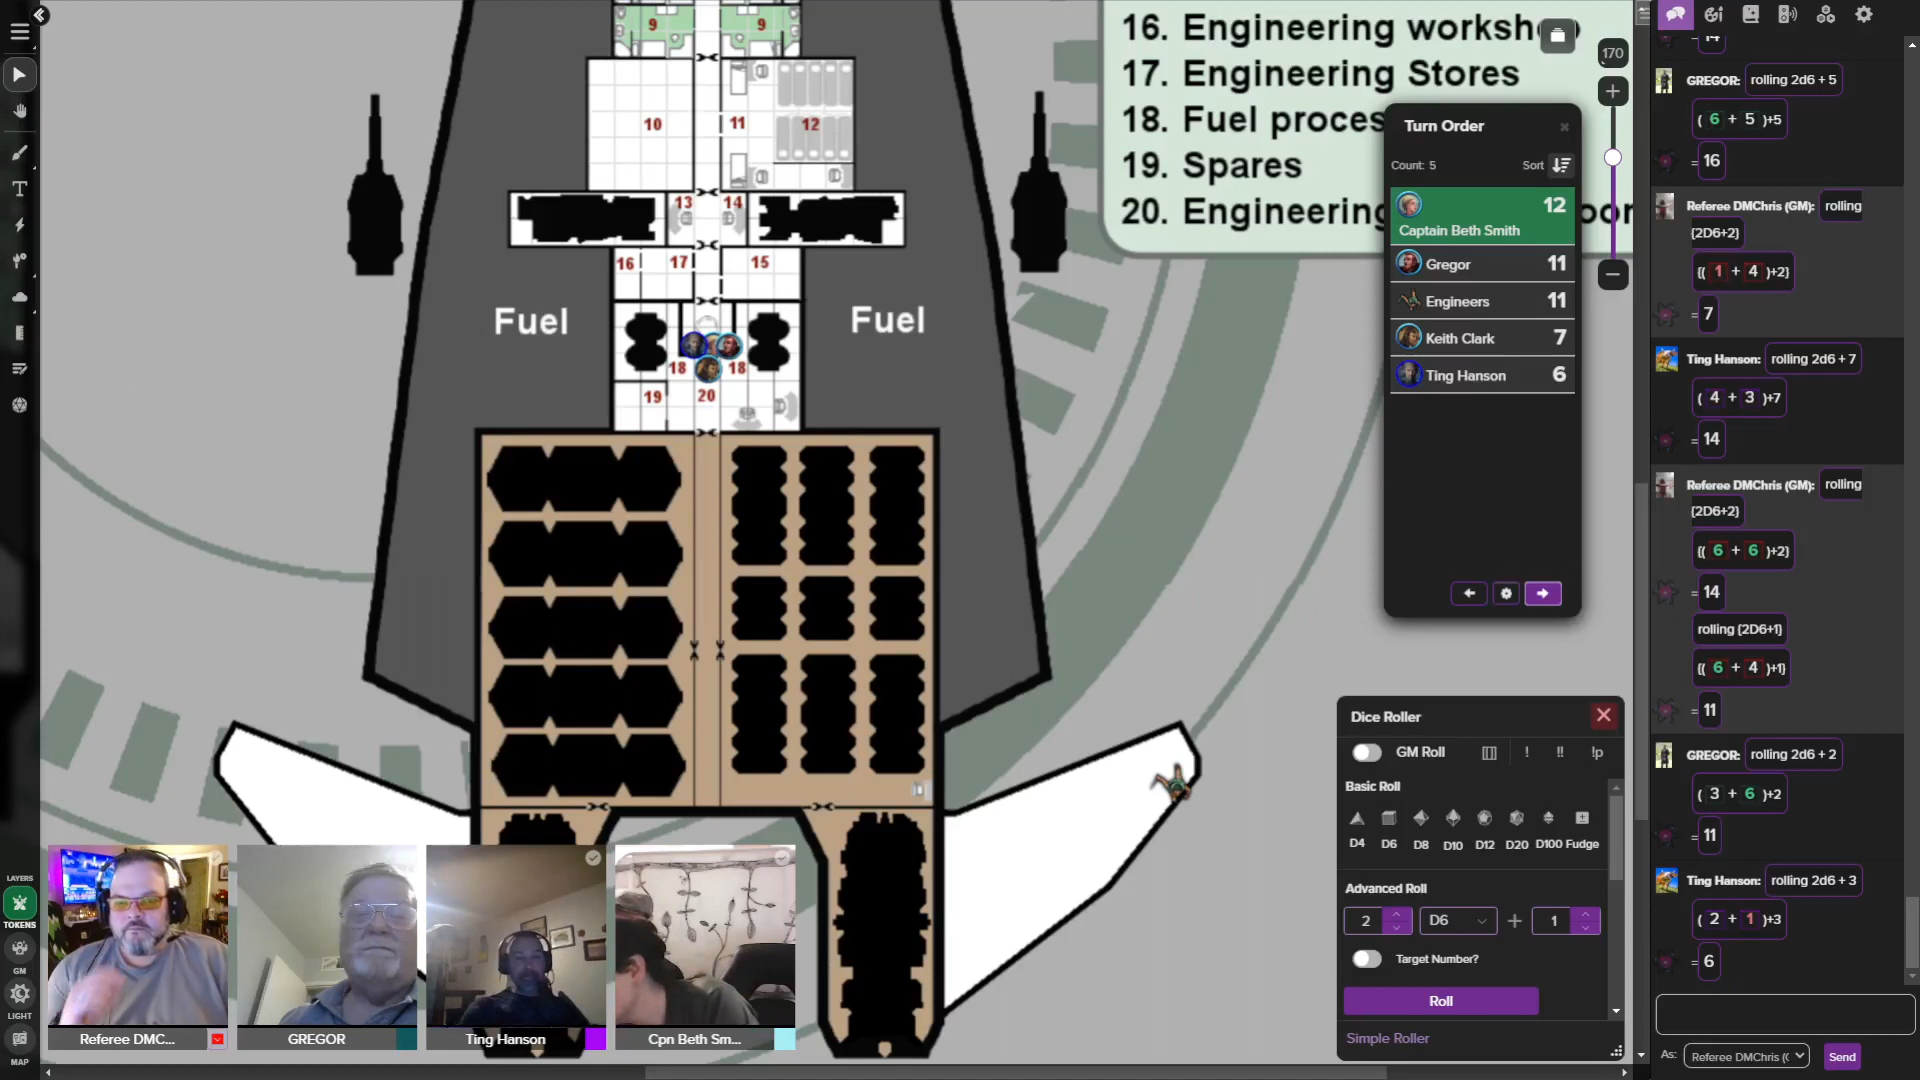 9
9
10
11
12
13
14
16
17
15
Fuel
Fuel
18
18
19
20
16. Engineering worksh
17. Engineering Stores
18. Fuel proces
19. Spares
20. Engineering
oor
170
Turn Order
Count: 5
Sort
12
Captain Beth Smith
Gregor 11
Engineers 11
Keith Clark 7
Ting Hanson 6
Dice Roller
GM Roll
! !! !p
Basic Roll
D4 D6 D8 D10 D12 D20 D100 Fudge
Advanced Roll
2 D6 + 1
Target Number?
Roll
Simple Roller
LAYERS
TOKENS
GM
LIGHT
MAP
Referee DMC...
GREGOR
Ting Hanson
Cpn Beth Sm...
14
GREGOR: rolling 2d6 + 5
( 6 + 5 )+5
= 16
Referee DMChris (GM): rolling
{2D6+2}
{( 1 + 4 )+2}
= 7
Ting Hanson: rolling 2d6 + 7
( 4 + 3 )+7
= 14
Referee DMChris (GM): rolling
{2D6+2}
{( 6 + 6 )+2}
= 14
rolling {2D6+1}
{( 6 + 4 )+1}
= 11
GREGOR: rolling 2d6 + 2
( 3 + 6 )+2
= 11
Ting Hanson: rolling 2d6 + 3
( 2 + 1 )+3
= 6
As: Referee DMChris (
Send